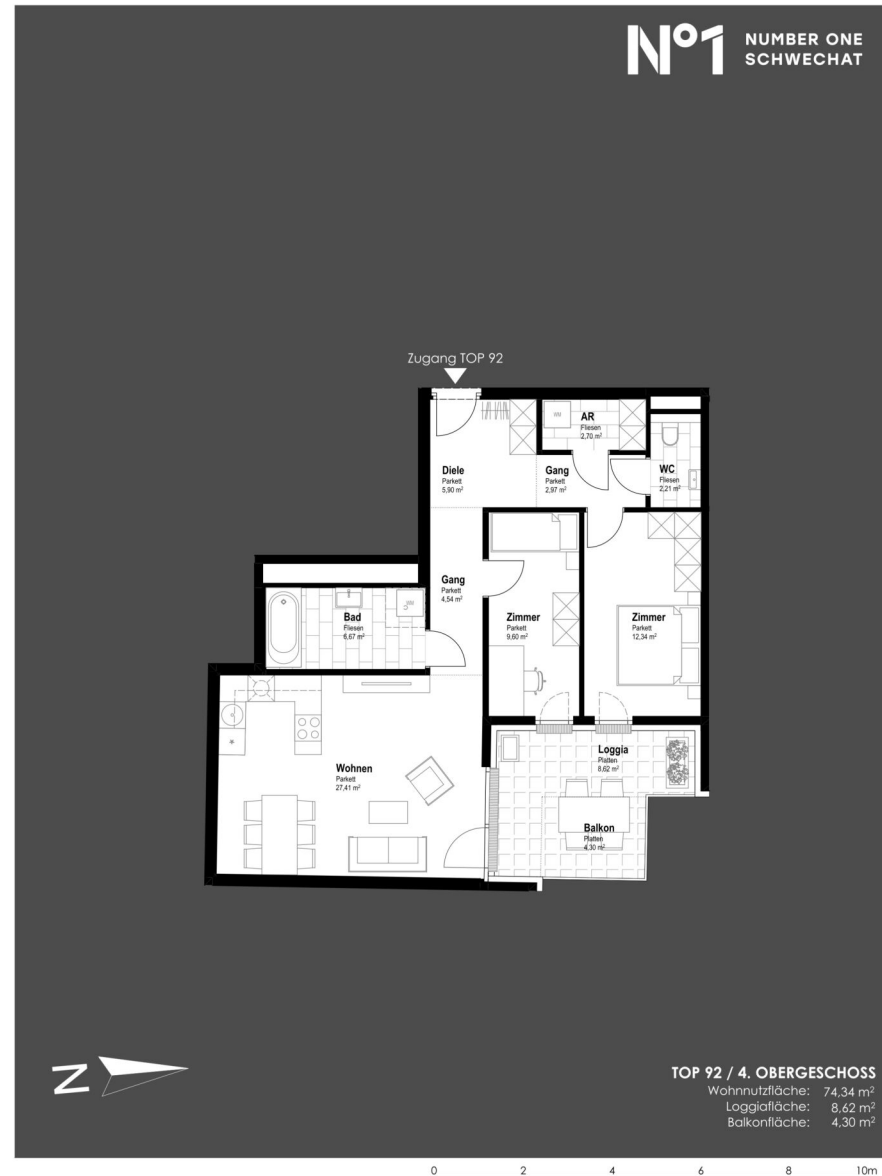 Nº1 NUMBER ONE
SCHWECHAT
Zugang TOP 92
WM
AR
Fliesen
2,70 m²
Diele
Parkett
5,90 m²
Gang
Parkett
2,97 m²
WC
Fliesen
2,21 m²
Gang
Parkett
4,54 m²
Bad
Fliesen
6,67 m²
WM
Zimmer
Parkett
9,60 m²
Zimmer
Parkett
12,34 m²
Wohnen
Parkett
27,41 m²
Loggia
Platten
8,62 m²
Balkon
Platten
4,30 m²
N
TOP 92 / 4. OBERGESCHOSS
Wohnnutzfläche: 74,34 m²
Loggiafläche: 8,62 m²
Balkonfläche: 4,30 m²
0 2 4 6 8 10m